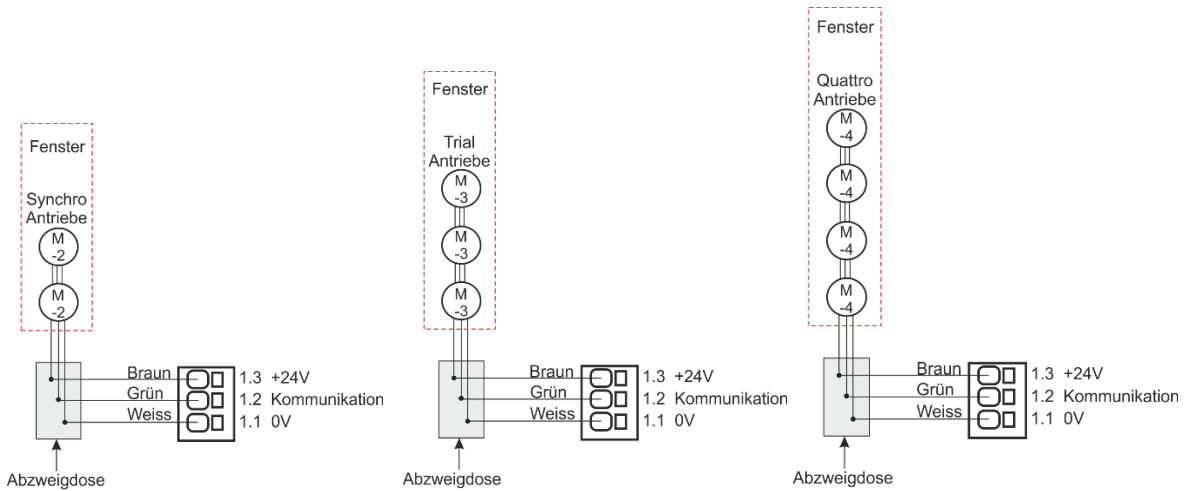 Fenster
Synchro
Antriebe
M
-2
M
-2
Braun
1.3 +24V
Grün
1.2 Kommunikation
Weiss
1.1 0V
Abzweigdose
Fenster
Trial
Antriebe
M
-3
M
-3
M
-3
Braun
1.3 +24V
Grün
1.2 Kommunikation
Weiss
1.1 0V
Abzweigdose
Fenster
Quattro
Antriebe
M
-4
M
-4
M
-4
M
-4
Braun
1.3 +24V
Grün
1.2 Kommunikation
Weiss
1.1 0V
Abzweigdose